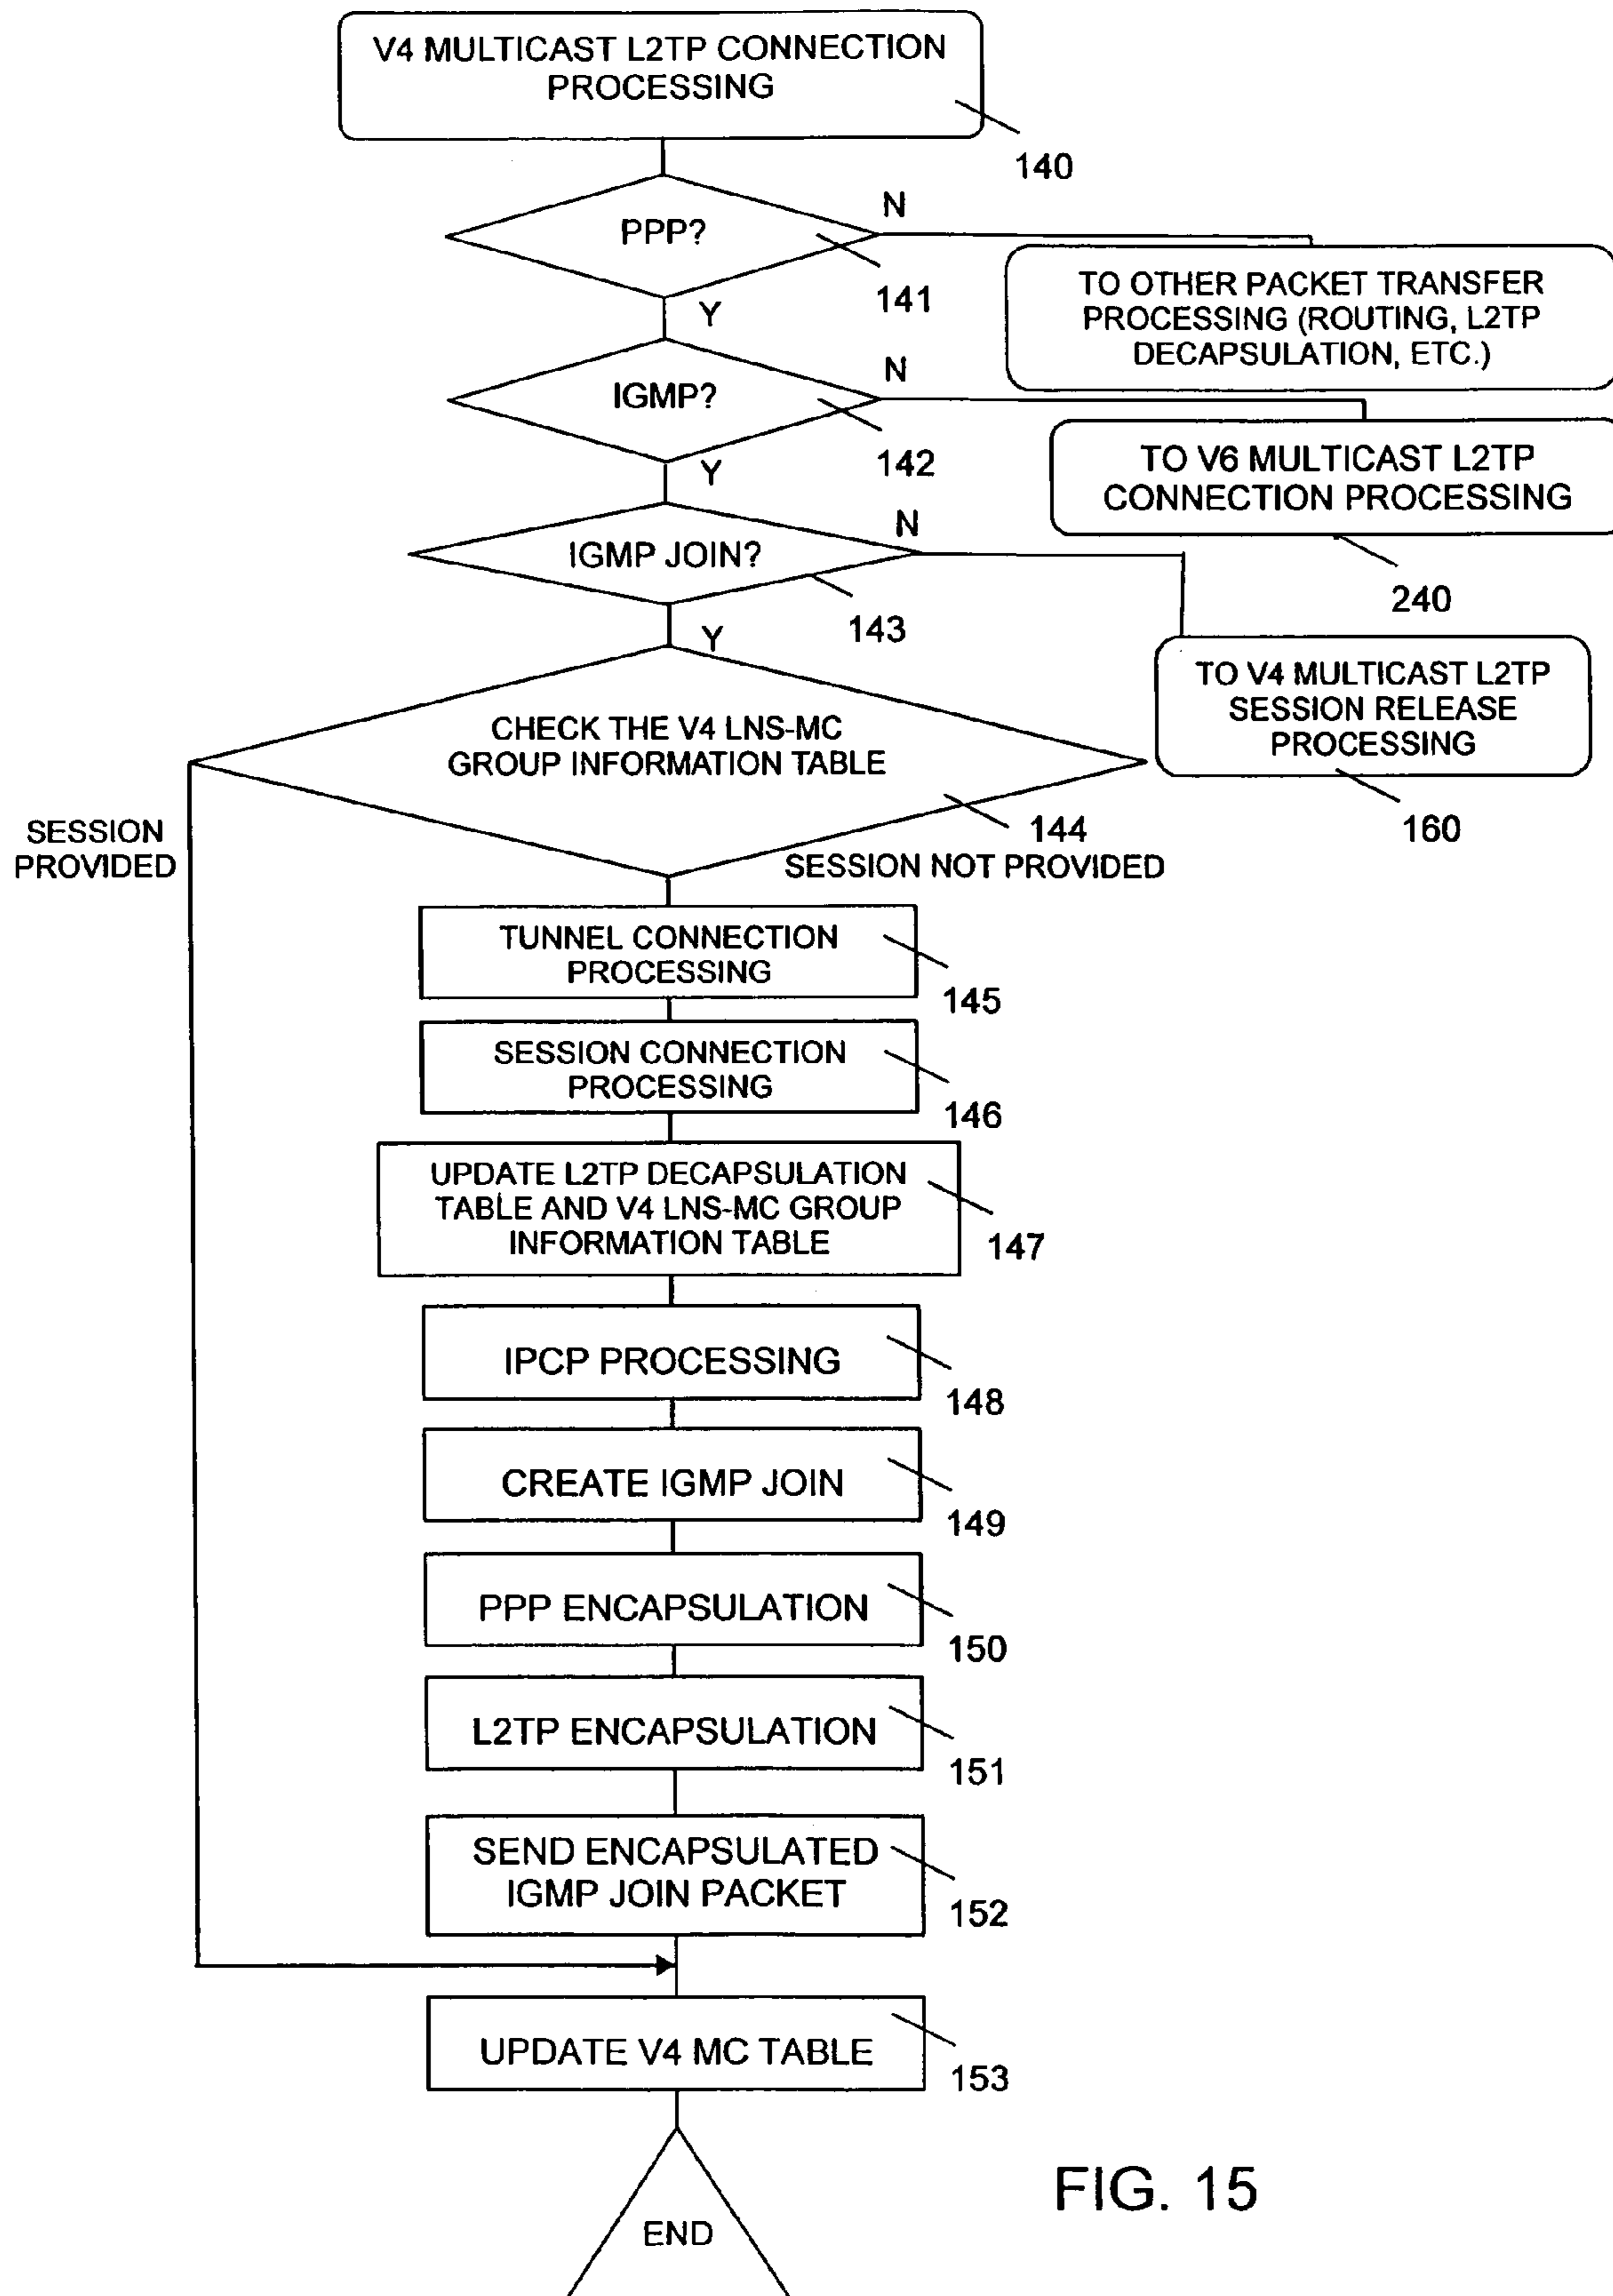 V4 MULTICAST L2TP CONNECTION
PROCESSING
140
PPP?
N
141
Y
TO OTHER PACKET TRANSFER
PROCESSING (ROUTING, L2TP
DECAPSULATION, ETC.)
IGMP?
N
142
Y
TO V6 MULTICAST L2TP
CONNECTION PROCESSING
240
IGMP JOIN?
N
143
Y
TO V4 MULTICAST L2TP
SESSION RELEASE
PROCESSING
160
CHECK THE V4 LNS-MC
GROUP INFORMATION TABLE
144
SESSION
PROVIDED
SESSION NOT PROVIDED
TUNNEL CONNECTION
PROCESSING
145
SESSION CONNECTION
PROCESSING
146
UPDATE L2TP DECAPSULATION
TABLE AND V4 LNS-MC GROUP
INFORMATION TABLE
147
IPCP PROCESSING
148
CREATE IGMP JOIN
149
PPP ENCAPSULATION
150
L2TP ENCAPSULATION
151
SEND ENCAPSULATED
IGMP JOIN PACKET
152
UPDATE V4 MC TABLE
153
END
FIG. 15